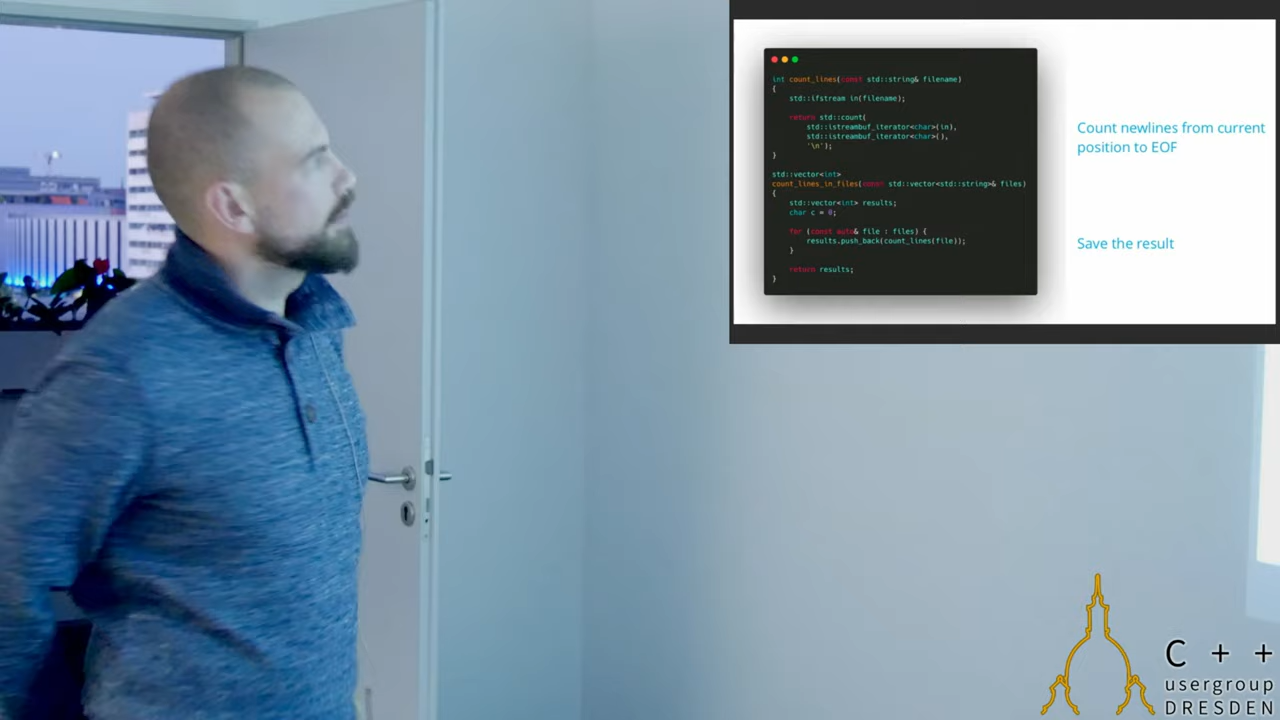 int count_lines(const std::string& filename)
{
std::ifstream in(filename);
return std::count(
std::istreambuf_iterator<char>(in),
std::istreambuf_iterator<char>(),
'\n');
}
std::vector<int>
count_lines_in_files(const std::vector<std::string>& files)
{
std::vector<int> results;
char c = 0;
for (const auto& file : files) {
results.push_back(count_lines(file));
}
return results;
}
Count newlines from current
position to EOF
Save the result
C + +
usergroup
DRESDEN